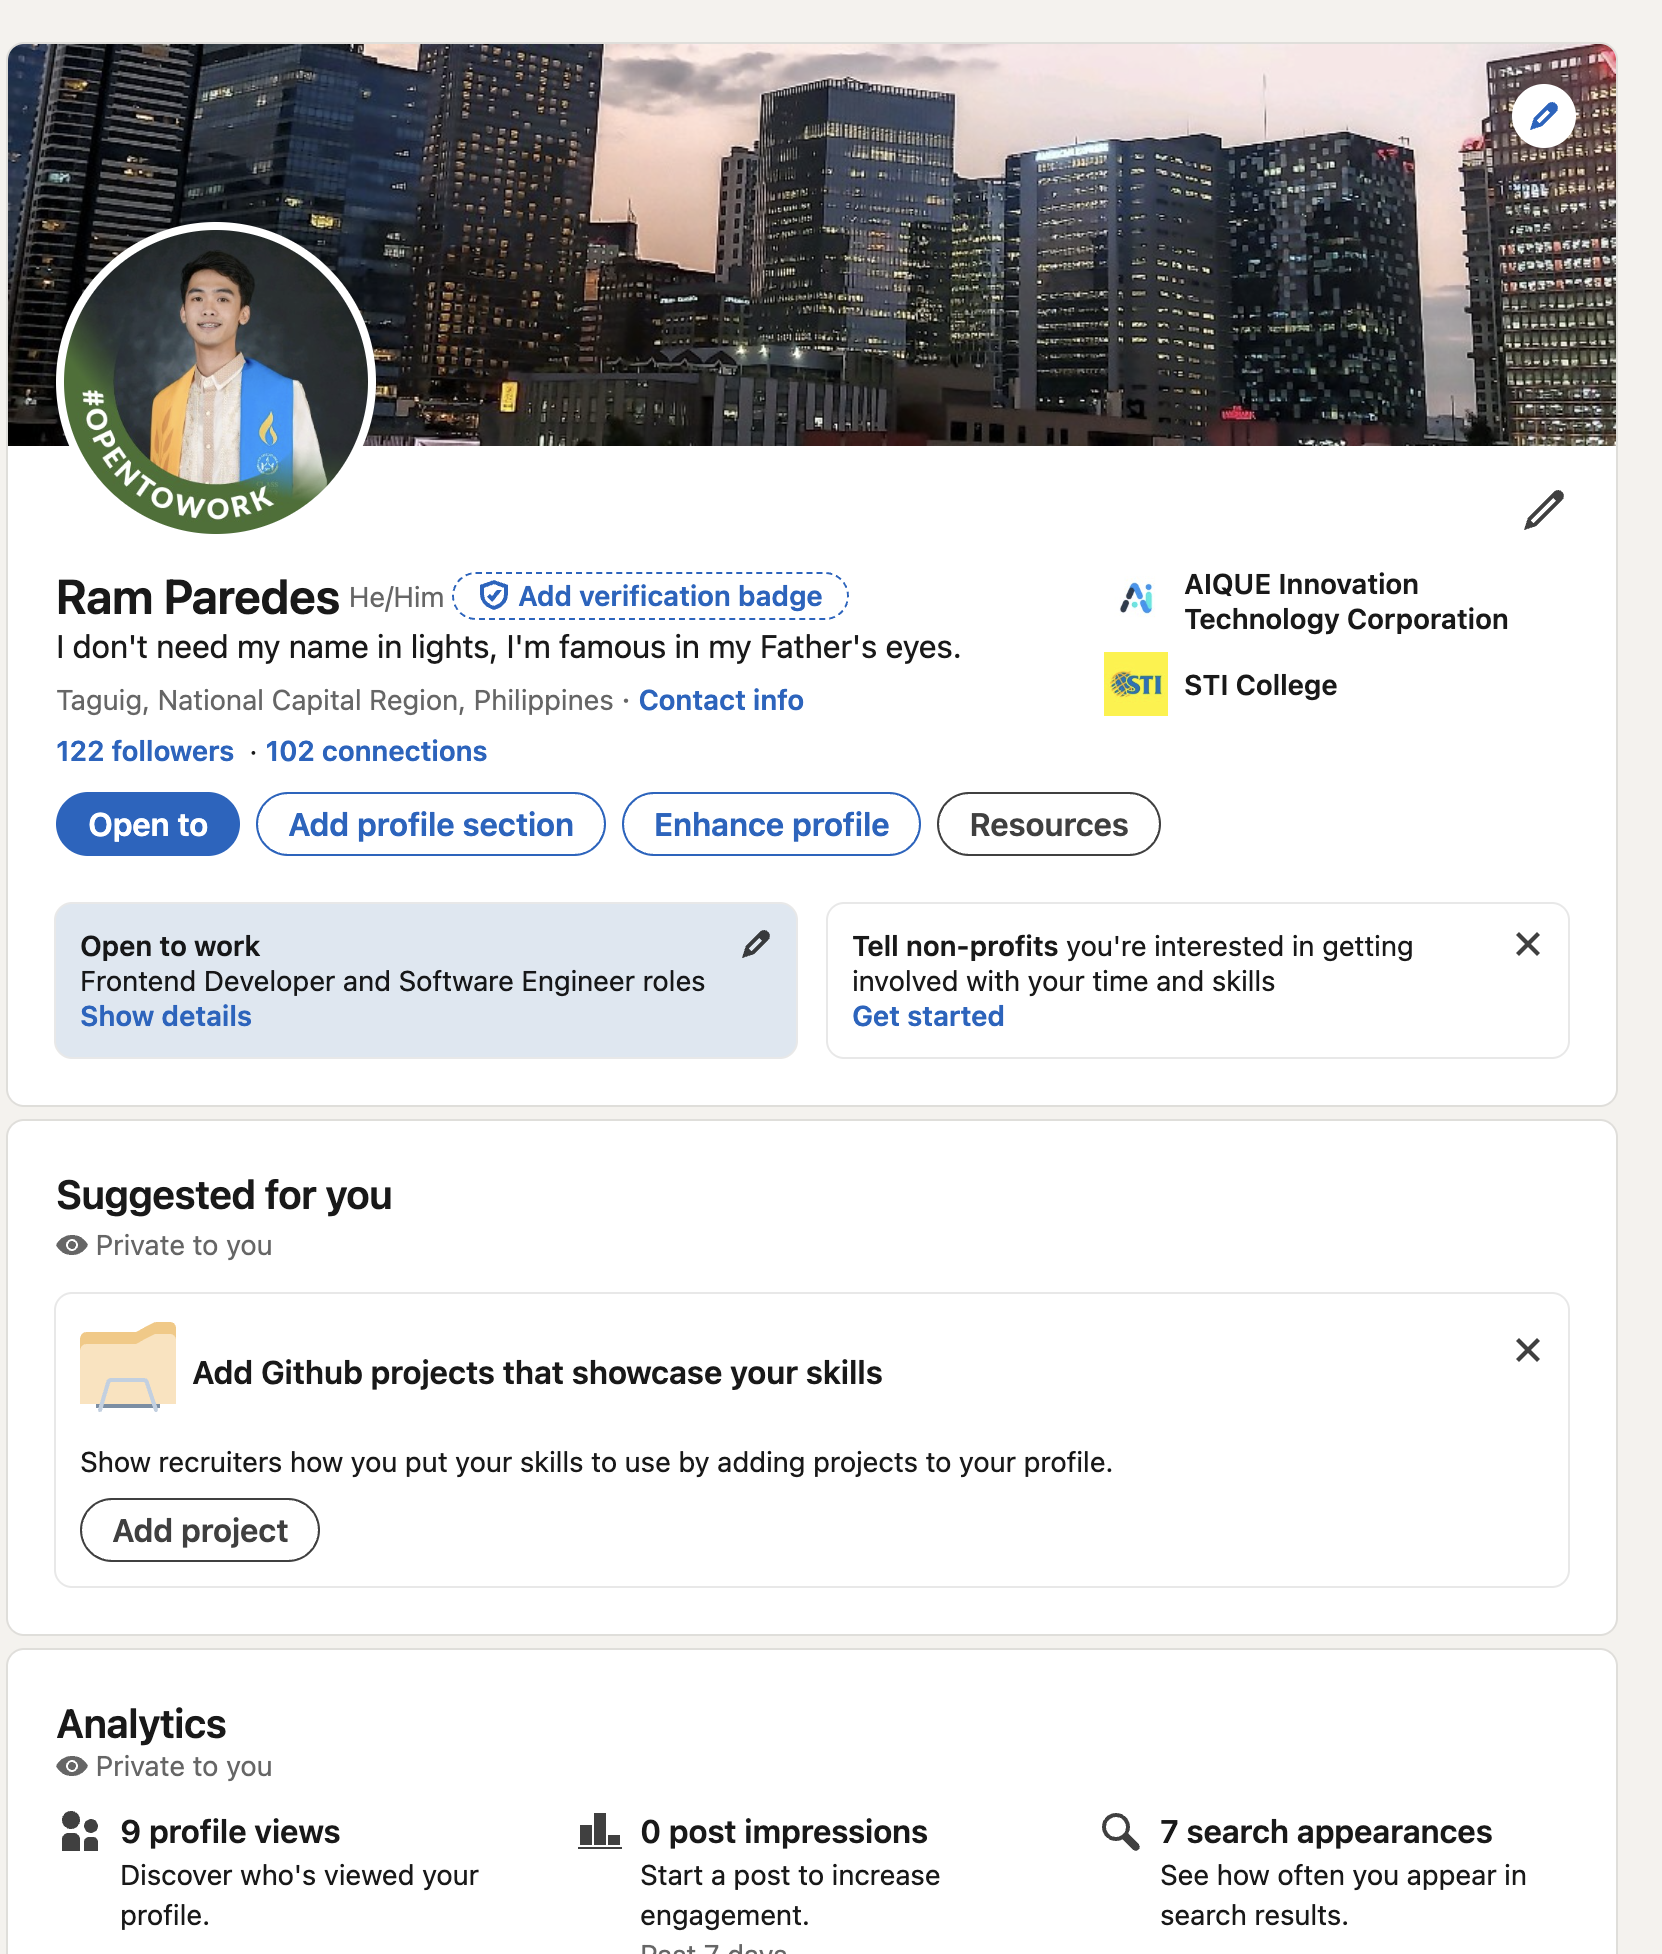 AMERICAN EXPRESS
#OPENTOWORK
Ram Paredes He/Him Add verification badge
I don't need my name in lights, I'm famous in my Father's eyes.
Taguig, National Capital Region, Philippines · Contact info
122 followers · 102 connections
AIQUE Innovation
Technology Corporation
STI
STI College
Open to Add profile section Enhance profile Resources
Open to work
Frontend Developer and Software Engineer roles
Show details
Tell non-profits you're interested in getting
involved with your time and skills
Get started
Suggested for you
Private to you
Add Github projects that showcase your skills
Show recruiters how you put your skills to use by adding projects to your profile.
Add project
Analytics
Private to you
9 profile views
Discover who's viewed your
profile.
0 post impressions
Start a post to increase
engagement.
Past 7 days
7 search appearances
See how often you appear in
search results.